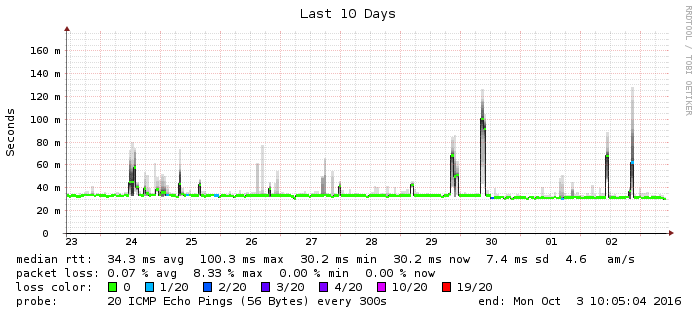 Last 10 Days
RRDTOOL / TOBI OETIKER
Seconds
160 m
140 m
120 m
100 m
80 m
60 m
40 m
20 m
0
23 24 25 26 27 28 29 30 01 02
median rtt: 34.3 ms avg 100.3 ms max 30.2 ms min 30.2 ms now 7.4 ms sd 4.6 am/s
packet loss: 0.07 % avg 8.33 % max 0.00 % min 0.00 % now
loss color: 0 1/20 2/20 3/20 4/20 10/20 19/20
probe: 20 ICMP Echo Pings (56 Bytes) every 300s end: Mon Oct 3 10:05:04 2016